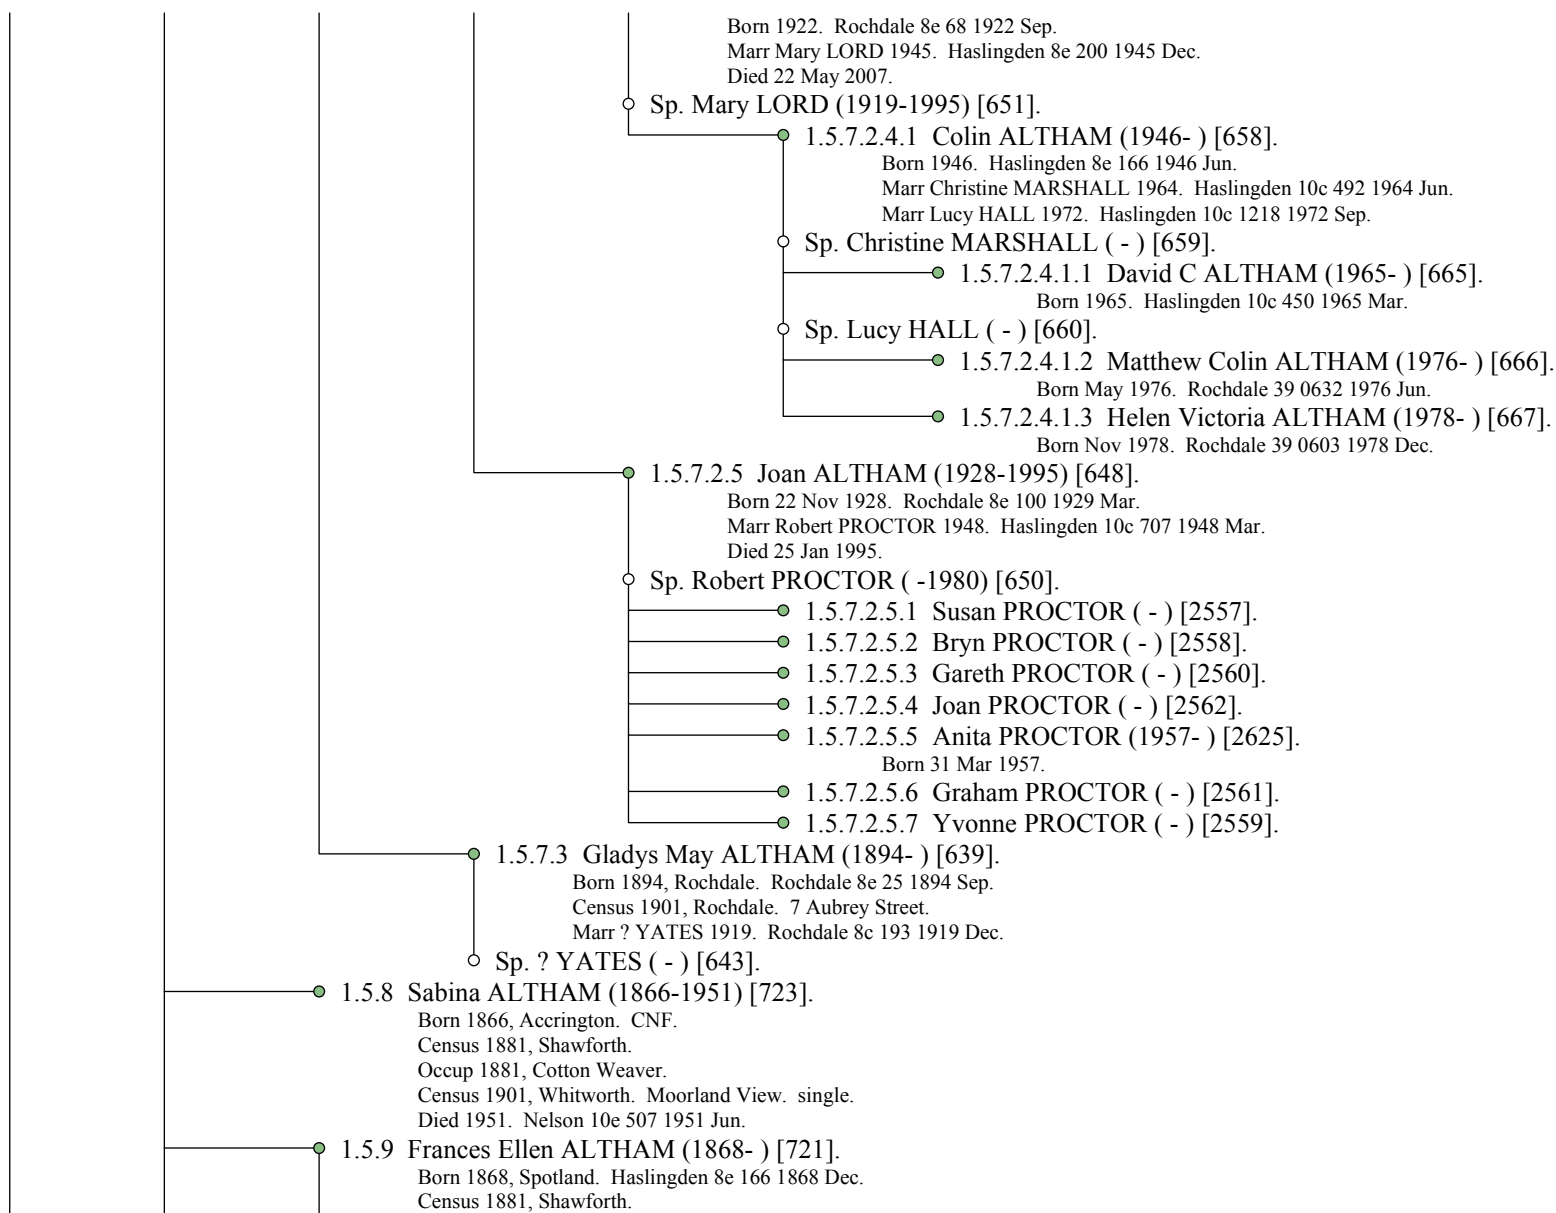 Born 1922. Rochdale 8e 68 1922 Sep.
Marr Mary LORD 1945. Haslingden 8e 200 1945 Dec.
Died 22 May 2007.
Sp. Mary LORD (1919-1995) [651].
1.5.7.2.4.1 Colin ALTHAM (1946- ) [658].
Born 1946. Haslingden 8e 166 1946 Jun.
Marr Christine MARSHALL 1964. Haslingden 10c 492 1964 Jun.
Marr Lucy HALL 1972. Haslingden 10c 1218 1972 Sep.
Sp. Christine MARSHALL ( - ) [659].
1.5.7.2.4.1.1 David C ALTHAM (1965- ) [665].
Born 1965. Haslingden 10c 450 1965 Mar.
Sp. Lucy HALL ( - ) [660].
1.5.7.2.4.1.2 Matthew Colin ALTHAM (1976- ) [666].
Born May 1976. Rochdale 39 0632 1976 Jun.
1.5.7.2.4.1.3 Helen Victoria ALTHAM (1978- ) [667].
Born Nov 1978. Rochdale 39 0603 1978 Dec.
1.5.7.2.5 Joan ALTHAM (1928-1995) [648].
Born 22 Nov 1928. Rochdale 8e 100 1929 Mar.
Marr Robert PROCTOR 1948. Haslingden 10c 707 1948 Mar.
Died 25 Jan 1995.
Sp. Robert PROCTOR ( -1980) [650].
1.5.7.2.5.1 Susan PROCTOR ( - ) [2557].
1.5.7.2.5.2 Bryn PROCTOR ( - ) [2558].
1.5.7.2.5.3 Gareth PROCTOR ( - ) [2560].
1.5.7.2.5.4 Joan PROCTOR ( - ) [2562].
1.5.7.2.5.5 Anita PROCTOR (1957- ) [2625].
Born 31 Mar 1957.
1.5.7.2.5.6 Graham PROCTOR ( - ) [2561].
1.5.7.2.5.7 Yvonne PROCTOR ( - ) [2559].
1.5.7.3 Gladys May ALTHAM (1894- ) [639].
Born 1894, Rochdale. Rochdale 8e 25 1894 Sep.
Census 1901, Rochdale. 7 Aubrey Street.
Marr ? YATES 1919. Rochdale 8c 193 1919 Dec.
Sp. ? YATES ( - ) [643].
1.5.8 Sabina ALTHAM (1866-1951) [723].
Born 1866, Accrington. CNF.
Census 1881, Shawforth.
Occup 1881, Cotton Weaver.
Census 1901, Whitworth. Moorland View. single.
Died 1951. Nelson 10e 507 1951 Jun.
1.5.9 Frances Ellen ALTHAM (1868- ) [721].
Born 1868, Spotland. Haslingden 8e 166 1868 Dec.
Census 1881, Shawforth.